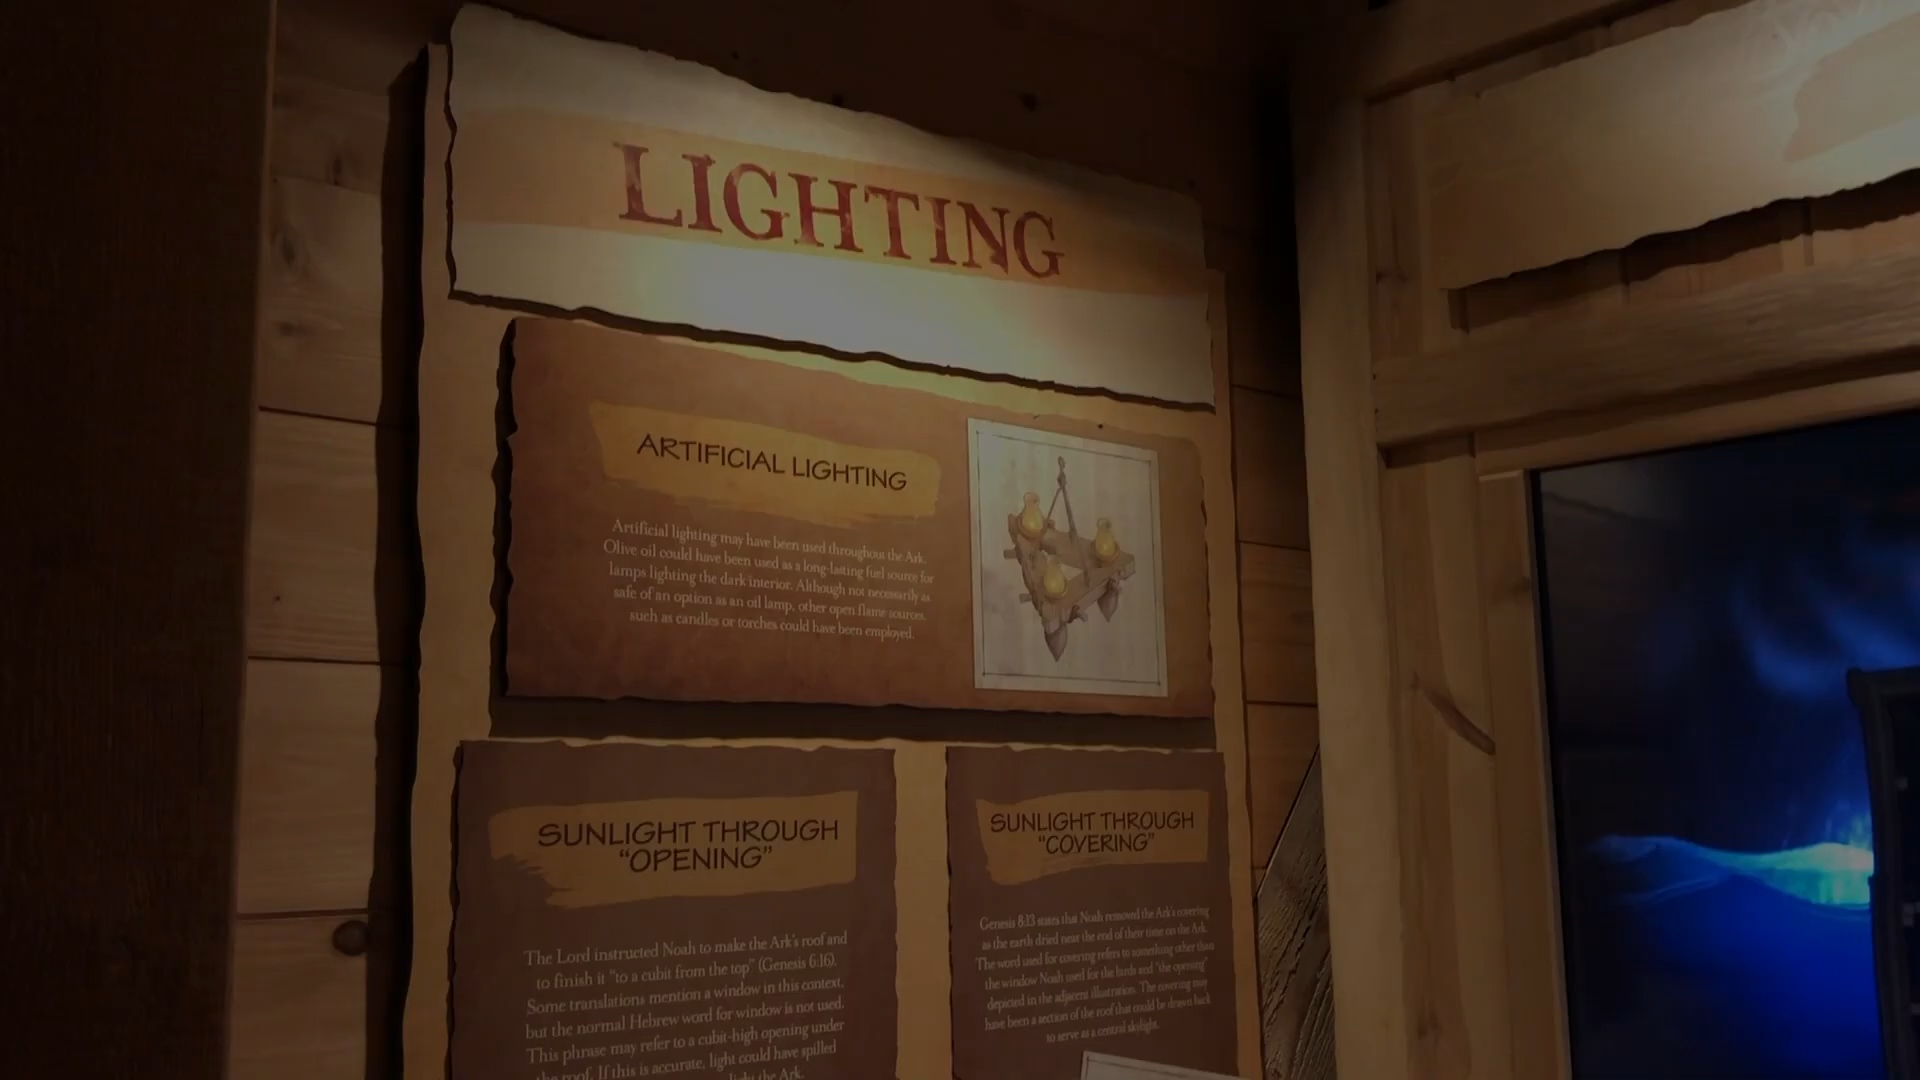 LIGHTING
ARTIFICIAL LIGHTING
Artificial lighting may have been used throughout the Ark.
Olive oil could have been used as a long-lasting fuel source for
lamps lighting the dark interior. Although not necessarily as
safe of an option as an oil lamp, other open flame sources,
such as candles or torches could have been employed.
SUNLIGHT THROUGH
“OPENING”
The Lord instructed Noah to make the Ark's roof and
to finish it "to a cubit from the top" (Genesis 6:16).
Some translations mention a window in this context,
but the normal Hebrew word for window is not used.
This phrase may refer to a cubit-high opening under
the roof. If this is accurate, light could have spilled
light the Ark.
SUNLIGHT THROUGH
“COVERING”
Genesis 8:13 states that Noah removed the Ark's covering
as the earth dried near the end of their time on the Ark.
The word used for covering refers to something other than
the window Noah used for the birds and "the opening"
depicted in the adjacent illustration. The covering may
have been a section of the roof that could be drawn back
to serve as a central skylight.